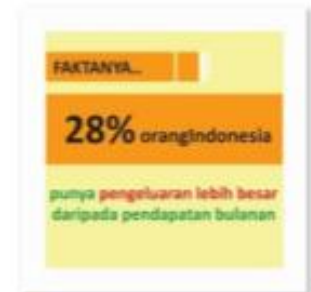 FAKTANYA...
28% orangIndonesia
punya pengeluaran lebih besar
daripada pendapatan bulanan